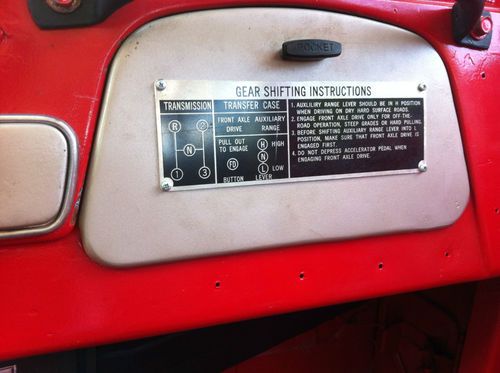 POCKET
GEAR SHIFTING INSTRUCTIONS
TRANSMISSION
R 2
N
1 3
TRANSFER CASE
FRONT AXLE
DRIVE
PULL OUT
TO ENGAGE
FD
BUTTON
AUXILIARY
RANGE
H HIGH
N
L LOW
LEVER
1. AUXLILIRY RANGE LEVER SHOULD BE IN H POSITION
WHEN DRIVING ON DRY HARD SURFACE ROADS.
2. ENGAGE FRONT AXLE DRIVE ONLY FOR OFF-THE-
ROAD OPERATION, STEEP GRADES OR HARD PULLING.
3. BEFORE SHIFTING AUXILIARY RANGE LEVER INTO L
POSITION, MAKE SURE THAT FRONT AXLE DRIVE IS
ENGAGED FIRST.
4. DO NOT DEPRESS ACCELERATOR PEDAL WHEN
ENGAGING FRONT AXLE DRIVE.